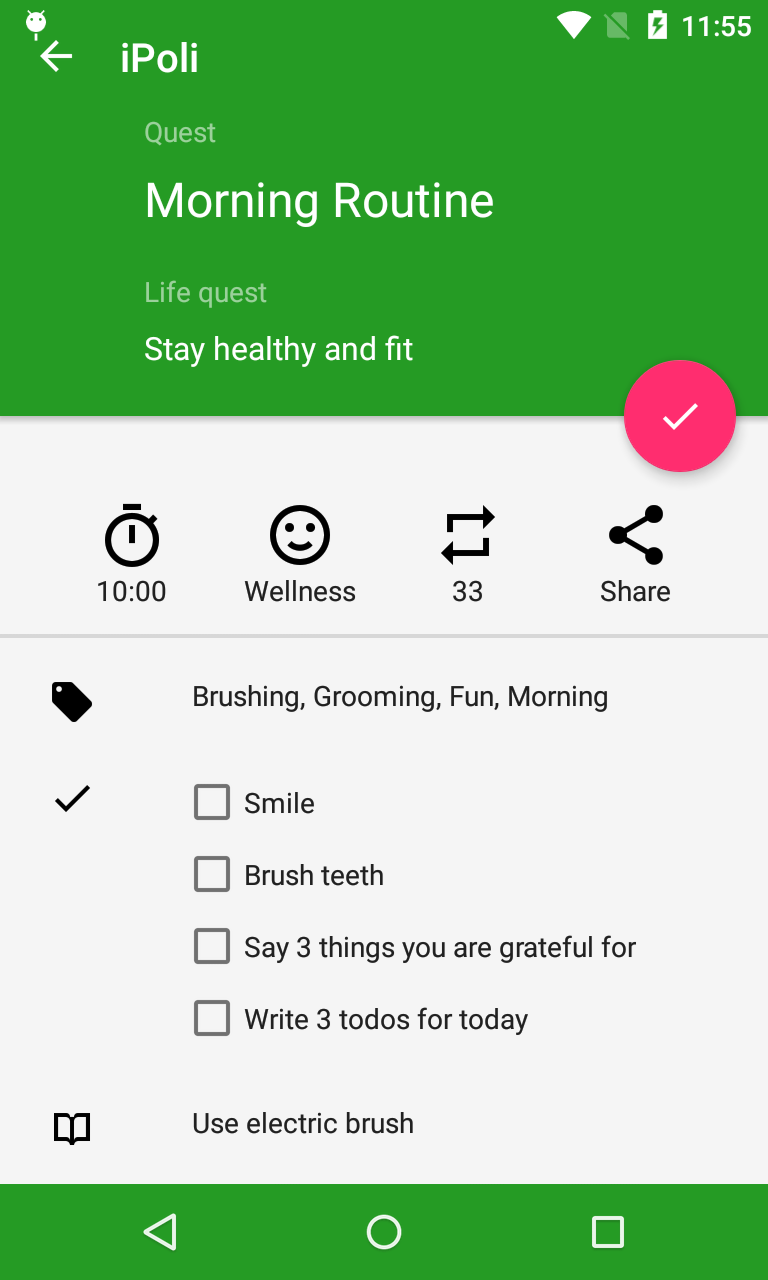 11:55
iPoli
Quest
Morning Routine
Life quest
Stay healthy and fit
10:00
Wellness
33
Share
Brushing, Grooming, Fun, Morning
Smile
Brush teeth
Say 3 things you are grateful for
Write 3 todos for today
Use electric brush